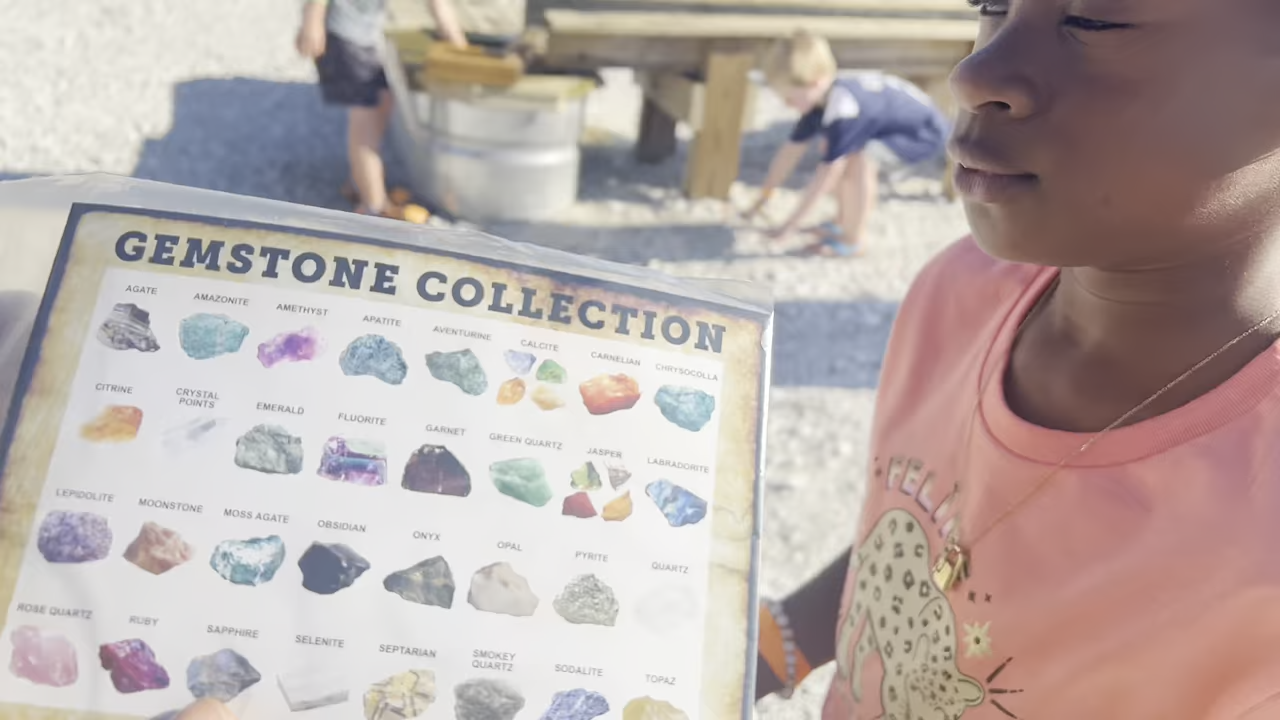 GEMSTONE COLLECTION
AGATE
AMAZONITE
AMETHYST
APATITE
AVENTURINE
CALCITE
CARNELIAN
CHRYSOCOLLA
CITRINE
CRYSTAL
POINTS
EMERALD
FLUORITE
GARNET
GREEN QUARTZ
JASPER
LABRADORITE
LEPIDOLITE
MOONSTONE
MOSS AGATE
OBSIDIAN
ONYX
OPAL
PYRITE
QUARTZ
ROSE QUARTZ
RUBY
SAPPHIRE
SELENITE
SEPTARIAN
SMOKEY
QUARTZ
SODALITE
TOPAZ